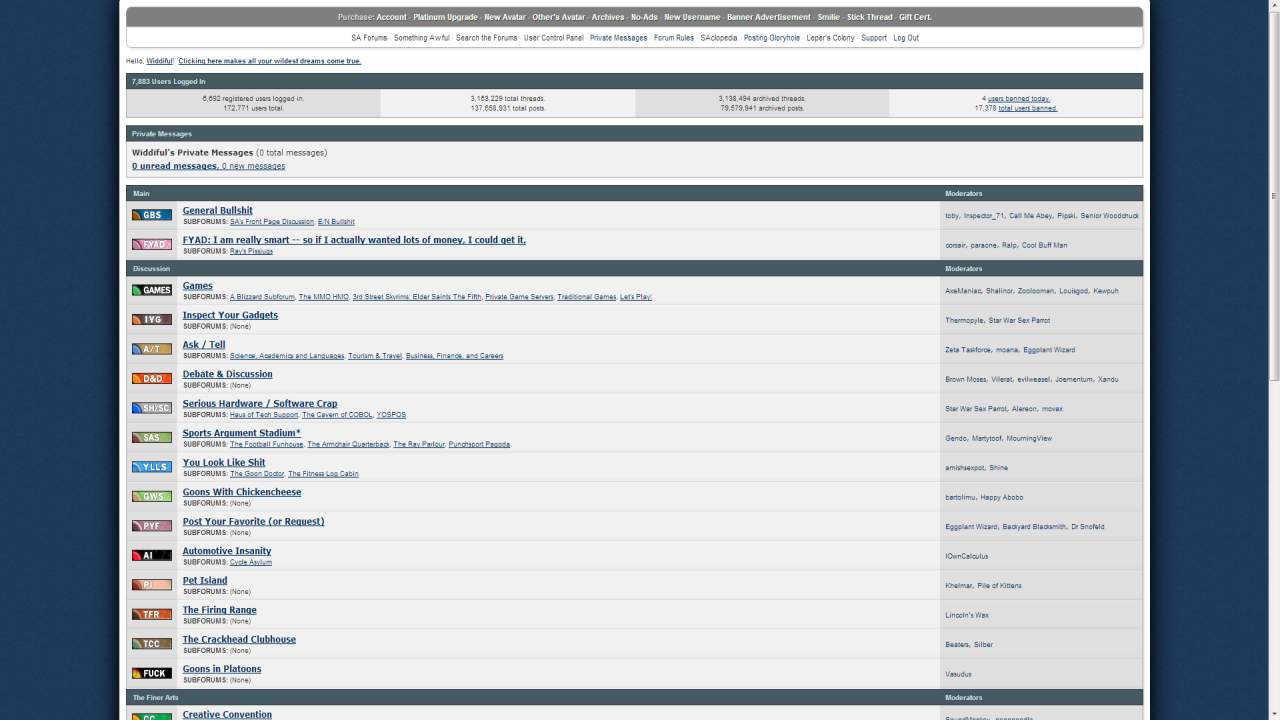 Purchase: Account - Platinum Upgrade - New Avatar - Other's Avatar - Archives - No-Ads - New Username - Banner Advertisement - Smilie - Stick Thread - Gift Cert.
SA Forums Something Awful Search the Forums User Control Panel Private Messages Forum Rules SAclopedia Posting Gloryhole Leper's Colony Support Log Out
Hello, Widdiful! Clicking here makes all your wildest dreams come true.
7,883 Users Logged In
6,692 registered users logged in. 3,153,229 total threads. 3,138,494 archived threads. 4 users banned today.
172,771 users total. 137,658,931 total posts. 79,579,941 archived posts. 17,378 total users banned.
Private Messages
Widdiful's Private Messages (0 total messages)
0 unread messages. 0 new messages
Main Moderators
GBS General Bullshit
SUBFORUMS: SA's Front Page Discussion, E/N Bullshit
toby, Inspector_71, Call Me Abey, Pipski, Senior Woodchuck
FYAD FYAD: I am really smart -- so if I actually wanted lots of money, I could get it.
SUBFORUMS: Ray's Pissjugs
corsair, paraone, Ralp, Cool Buff Man
Discussion Moderators
GAMES Games
SUBFORUMS: A Blizzard Subforum, The MMO HMO, 3rd Street Skyrims: Elder Saints The Fifth, Private Game Servers, Traditional Games, Let's Play!
AxeManiac, Shalinor, Zoolooman, Louisgod, Kewpuh
IYG Inspect Your Gadgets
SUBFORUMS: (None)
Thermopyle, Star War Sex Parrot
A/T Ask / Tell
SUBFORUMS: Science, Academics and Languages, Tourism & Travel, Business, Finance, and Careers
Zeta Taskforce, moana, Eggplant Wizard
D&D Debate & Discussion
SUBFORUMS: (None)
Brown Moses, Vilerat, evilweasel, Joementum, Xandu
SH/SC Serious Hardware / Software Crap
SUBFORUMS: Haus of Tech Support, The Cavern of COBOL, YOSPOS
Star War Sex Parrot, Alereon, movax
SAS Sports Argument Stadium*
SUBFORUMS: The Football Funhouse, The Armchair Quarterback, The Ray Parlour, Punchsport Pagoda
Gendo, Martytoof, MourningView
YLLS You Look Like Shit
SUBFORUMS: The Goon Doctor, The Fitness Log Cabin
amishsexpot, Shine
GWS Goons With Chickencheese
SUBFORUMS: (None)
bartolimu, Happy Abobo
PYF Post Your Favorite (or Request)
SUBFORUMS: (None)
Eggplant Wizard, Backyard Blacksmith, Dr Snofeld
AI Automotive Insanity
SUBFORUMS: Cycle Asylum
IOwnCalculus
PI Pet Island
SUBFORUMS: (None)
Khelmar, Pile of Kittens
TFR The Firing Range
SUBFORUMS: (None)
Lincoln's Wax
TCC The Crackhead Clubhouse
SUBFORUMS: (None)
Beaters, Silber
FUCK Goons in Platoons
SUBFORUMS: (None)
Vasudus
The Finer Arts Moderators
CC Creative Convention